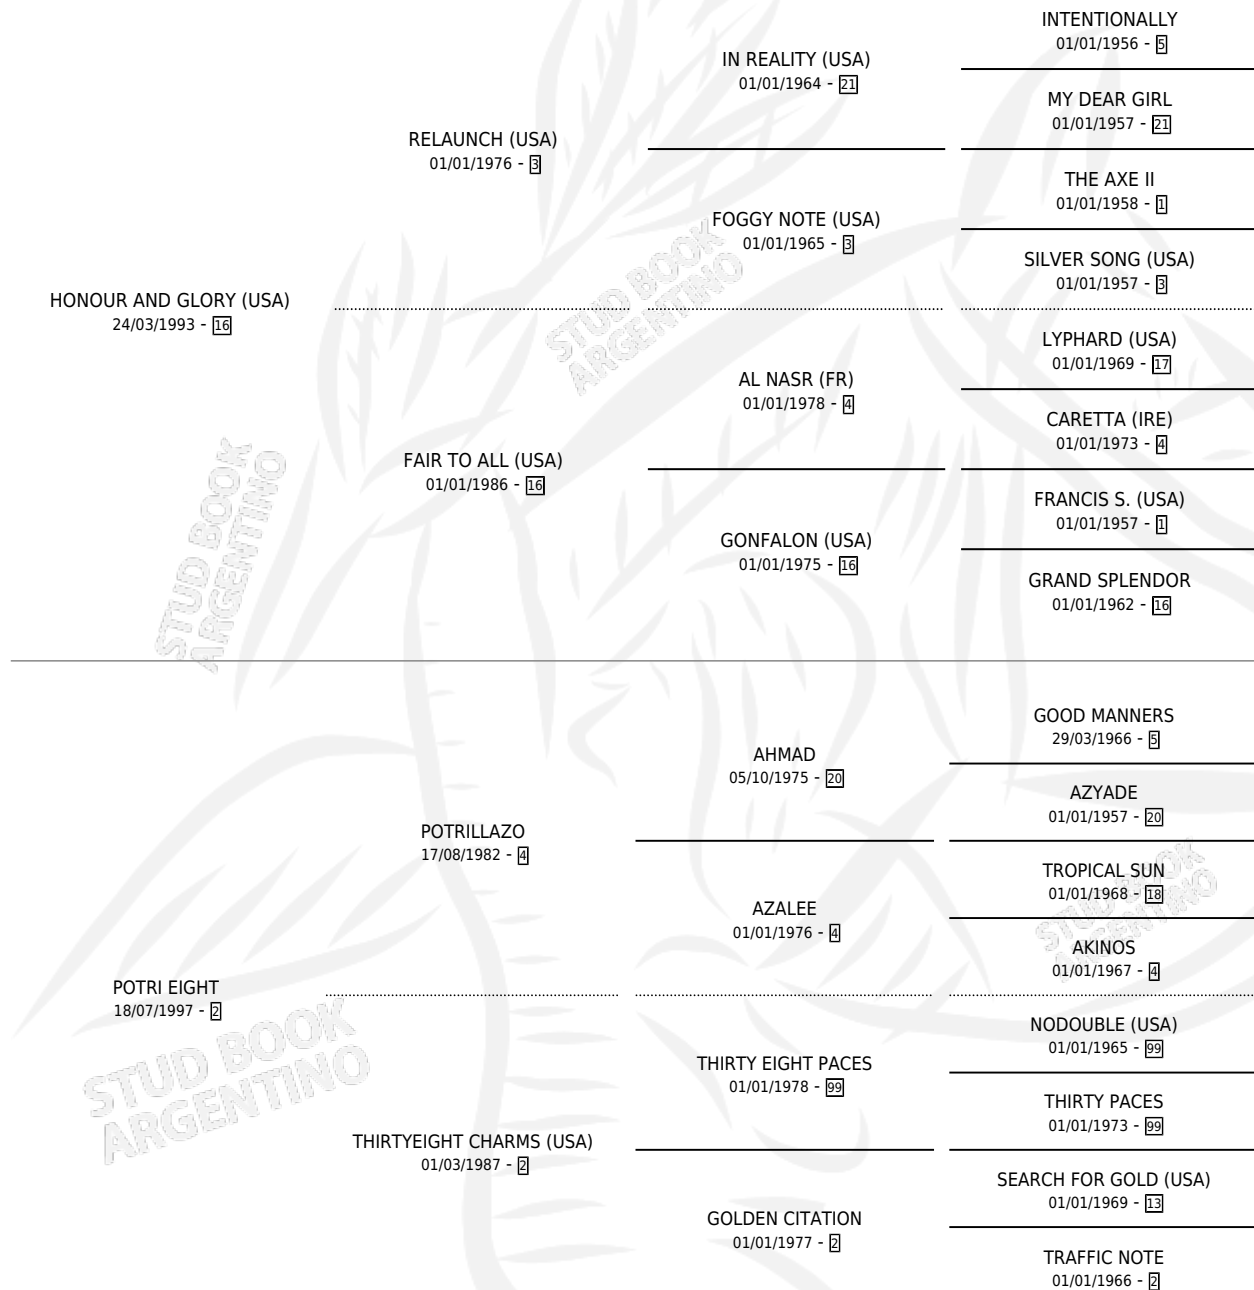 INTENTIONALLY
01/01/1956 - 5
IN REALITY (USA)
01/01/1964 - 21
MY DEAR GIRL
01/01/1957 - 21
RELAUNCH (USA)
01/01/1976 - 3
THE AXE II
01/01/1958 - 1
FOGGY NOTE (USA)
01/01/1965 - 3
SILVER SONG (USA)
01/01/1957 - 3
HONOUR AND GLORY (USA)
24/03/1993 - 16
LYPHARD (USA)
01/01/1969 - 17
AL NASR (FR)
01/01/1978 - 4
CARETTA (IRE)
01/01/1973 - 4
FAIR TO ALL (USA)
01/01/1986 - 16
FRANCIS S. (USA)
01/01/1957 - 1
GONFALON (USA)
01/01/1975 - 16
GRAND SPLENDOR
01/01/1962 - 16
GOOD MANNERS
29/03/1966 - 5
AHMAD
05/10/1975 - 20
AZYADE
01/01/1957 - 20
POTRILLAZO
17/08/1982 - 4
TROPICAL SUN
01/01/1968 - 18
AZALEE
01/01/1976 - 4
AKINOS
01/01/1967 - 4
POTRI EIGHT
18/07/1997 - 2
NODOUBLE (USA)
01/01/1965 - 99
THIRTY EIGHT PACES
01/01/1978 - 99
THIRTY PACES
01/01/1973 - 99
THIRTYEIGHT CHARMS (USA)
01/03/1987 - 2
SEARCH FOR GOLD (USA)
01/01/1969 - 13
GOLDEN CITATION
01/01/1977 - 2
TRAFFIC NOTE
01/01/1966 - 2
STUD BOOK
ARGENTINO
STUD BOOK
ARGENTINO
STUD BOOK
ARGENTINO
STUD BOOK
ARGENTINO